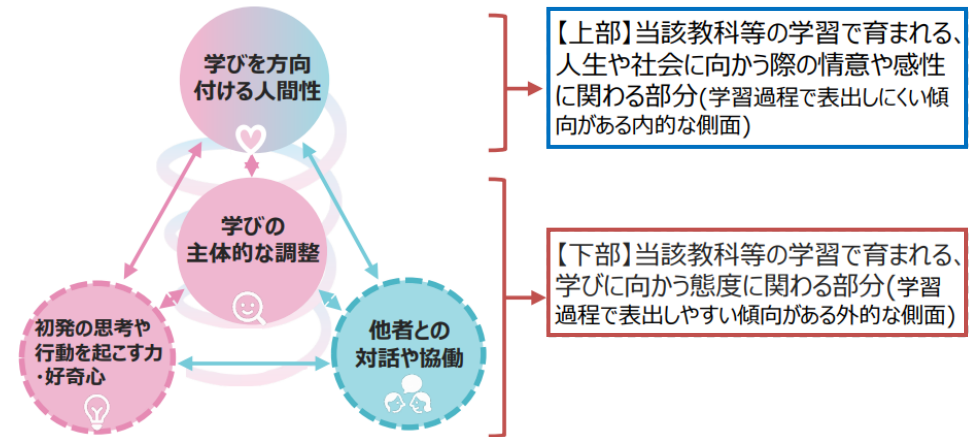 学びを方向
付ける人間性
学びの
主体的な調整
初発の思考や
行動を起こす力
・好奇心
他者との
対話や協働
【上部】当該教科等の学習で育まれる、
人生や社会に向かう際の情意や感性
に関わる部分(学習過程で表出しにくい傾
向がある内的な側面)
【下部】当該教科等の学習で育まれる、
学びに向かう態度に関わる部分(学習
過程で表出しやすい傾向がある外的な側面)